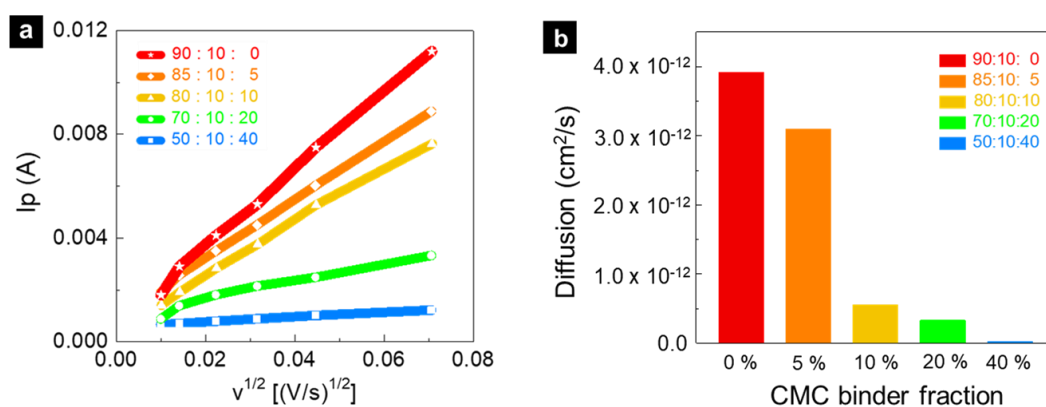 a
0.012
0.008
0.004
0.000
Ip (A)
90 : 10 : 0
85 : 10 : 5
80 : 10 : 10
70 : 10 : 20
50 : 10 : 40
0.00 0.02 0.04 0.06 0.08
v1/2 [(V/s)1/2]
b
4.0 x 10-12
3.0 x 10-12
2.0 x 10-12
1.0 x 10-12
0.0
Diffusion (cm2/s)
90:10: 0
85:10: 5
80:10:10
70:10:20
50:10:40
0 % 5 % 10 % 20 % 40 %
CMC binder fraction